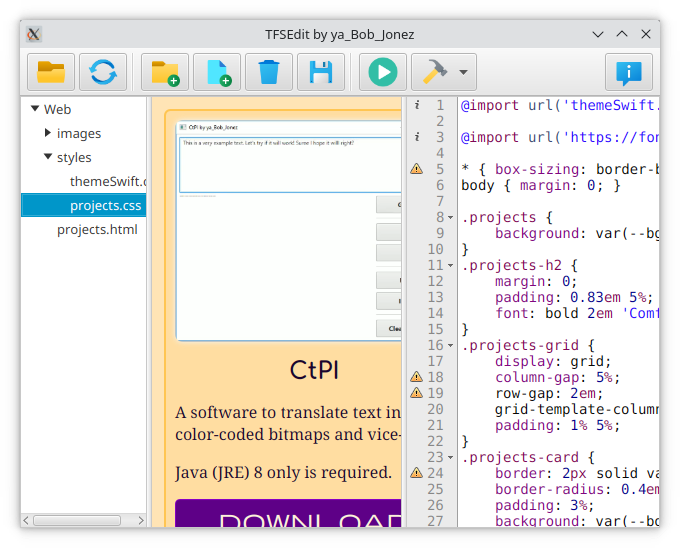 TFSEdit by ya_Bob_Jonez
Web
images
styles
themeSwift.c
projects.css
projects.html
CtPI by ya_Bob_Jonez
This is a very example text. Let's try if it will work! Sure! I hope it will! right?
Clea
CtPI
A software to translate text in
color-coded bitmaps and vice-
Java (JRE) 8 only is required.
DOWNLOAD
1 @import url('themeSwift.
2
3 @import url('https://fon
4
5 * { box-sizing: border-b
6 body { margin: 0; }
7
8 .projects {
9 background: var(--bg
10 }
11 .projects-h2 {
12 margin: 0;
13 padding: 0.83em 5%;
14 font: bold 2em 'Comf
15 }
16 .projects-grid {
17 display: grid;
18 column-gap: 5%;
19 row-gap: 2em;
20 grid-template-column
21 padding: 1% 5%;
22 }
23 .projects-card {
24 border: 2px solid va
25 border-radius: 0.4em
26 padding: 3%;
27 background: var(--bg